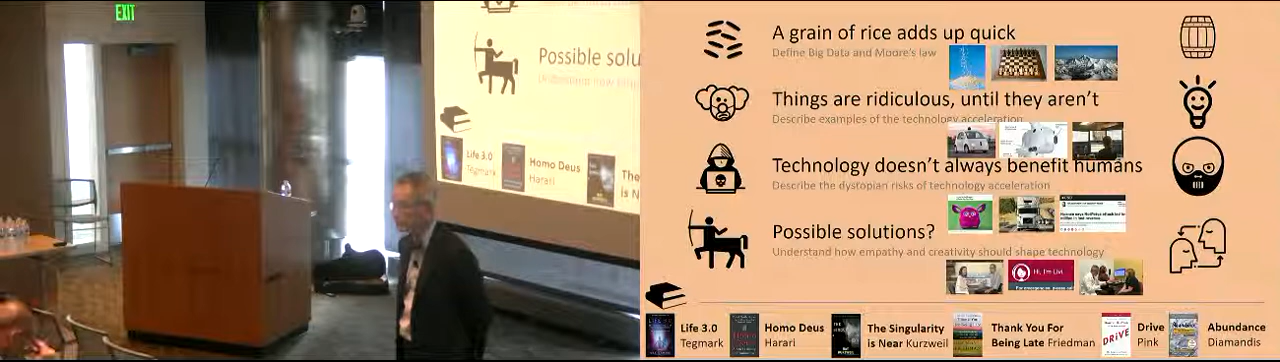 EXIT
Possible solu
Life 3.0
Tegmark
Homo Deus
Harari
The
is N
A grain of rice adds up quick
Define Big Data and Moore's law
Things are ridiculous, until they aren't
Describe examples of the technology acceleration
Technology doesn't always benefit humans
Describe the dystopian risks of technology acceleration
Possible solutions?
Understand how empathy and creativity should shape technology
Hi, I'm Livi.
Life 3.0
Tegmark
Homo Deus
Harari
The Singularity
is Near Kurzweil
Thank You For
Being Late Friedman
DRiVE
Drive
Pink
Abundance
Diamandis